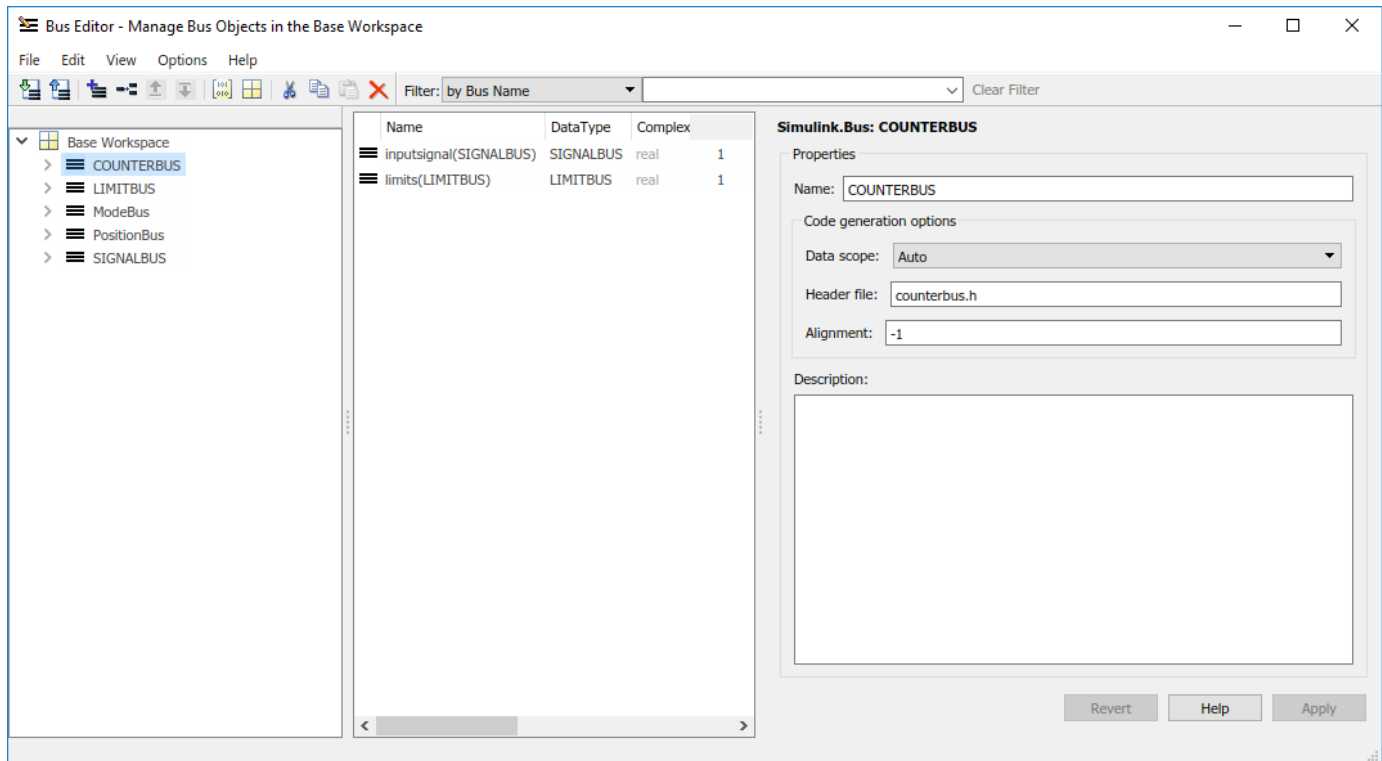 Bus Editor - Manage Bus Objects in the Base Workspace
File Edit View Options Help
Filter: by Bus Name Clear Filter
Base Workspace
COUNTERBUS
LIMITBUS
ModeBus
PositionBus
SIGNALBUS
Name DataType Complex
inputsignal(SIGNALBUS) SIGNALBUS real 1
limits(LIMITBUS) LIMITBUS real 1
Simulink.Bus: COUNTERBUS
Properties
Name: COUNTERBUS
Code generation options
Data scope: Auto
Header file: counterbus.h
Alignment: -1
Description:
Revert Help Apply